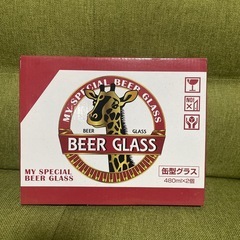 MY SPECIAL BEER GLASS
BEER GLASS
BEER GLASS
MY SPECIAL
BEER GLASS
缶型グラス
480ml×2個